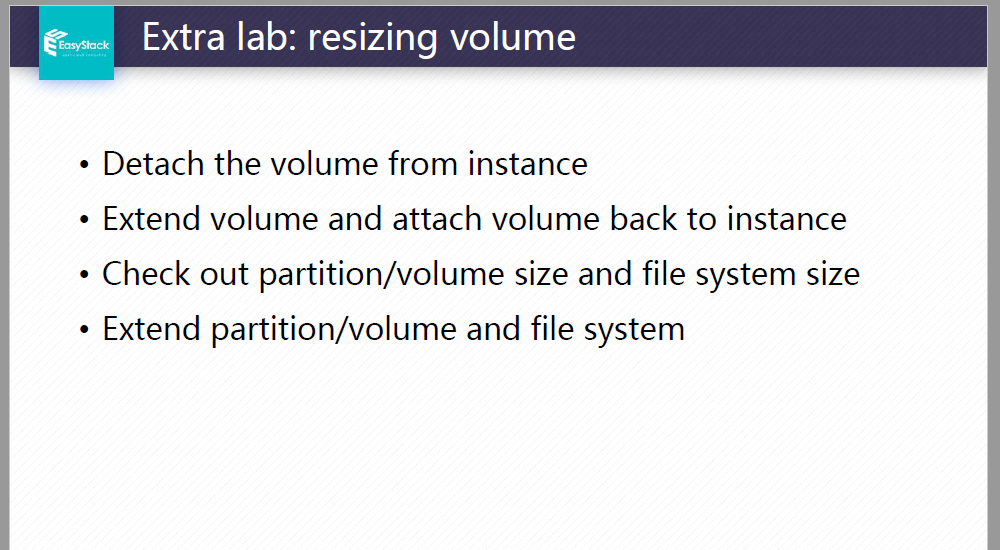 EasyStack
Extra lab: resizing volume
• Detach the volume from instance
• Extend volume and attach volume back to instance
• Check out partition/volume size and file system size
• Extend partition/volume and file system